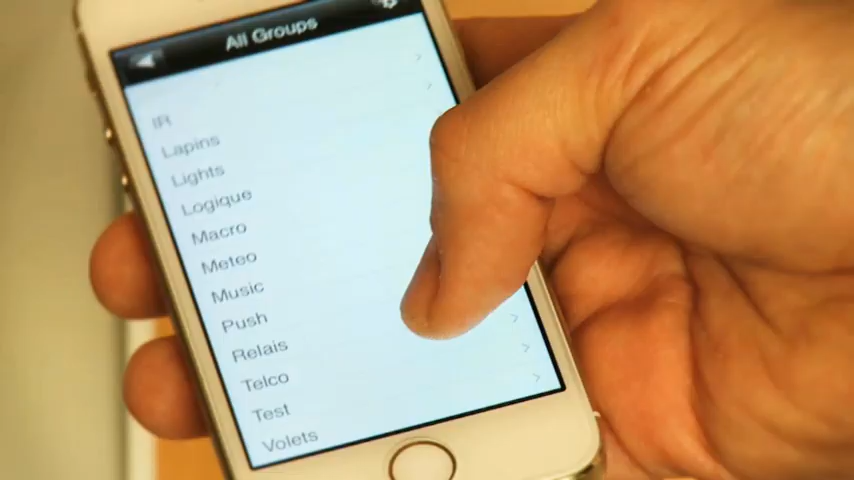 All Groups
IR
Lapins
Lights
Logique
Macro
Meteo
Music
Push
Relais
Telco
Test
Volets